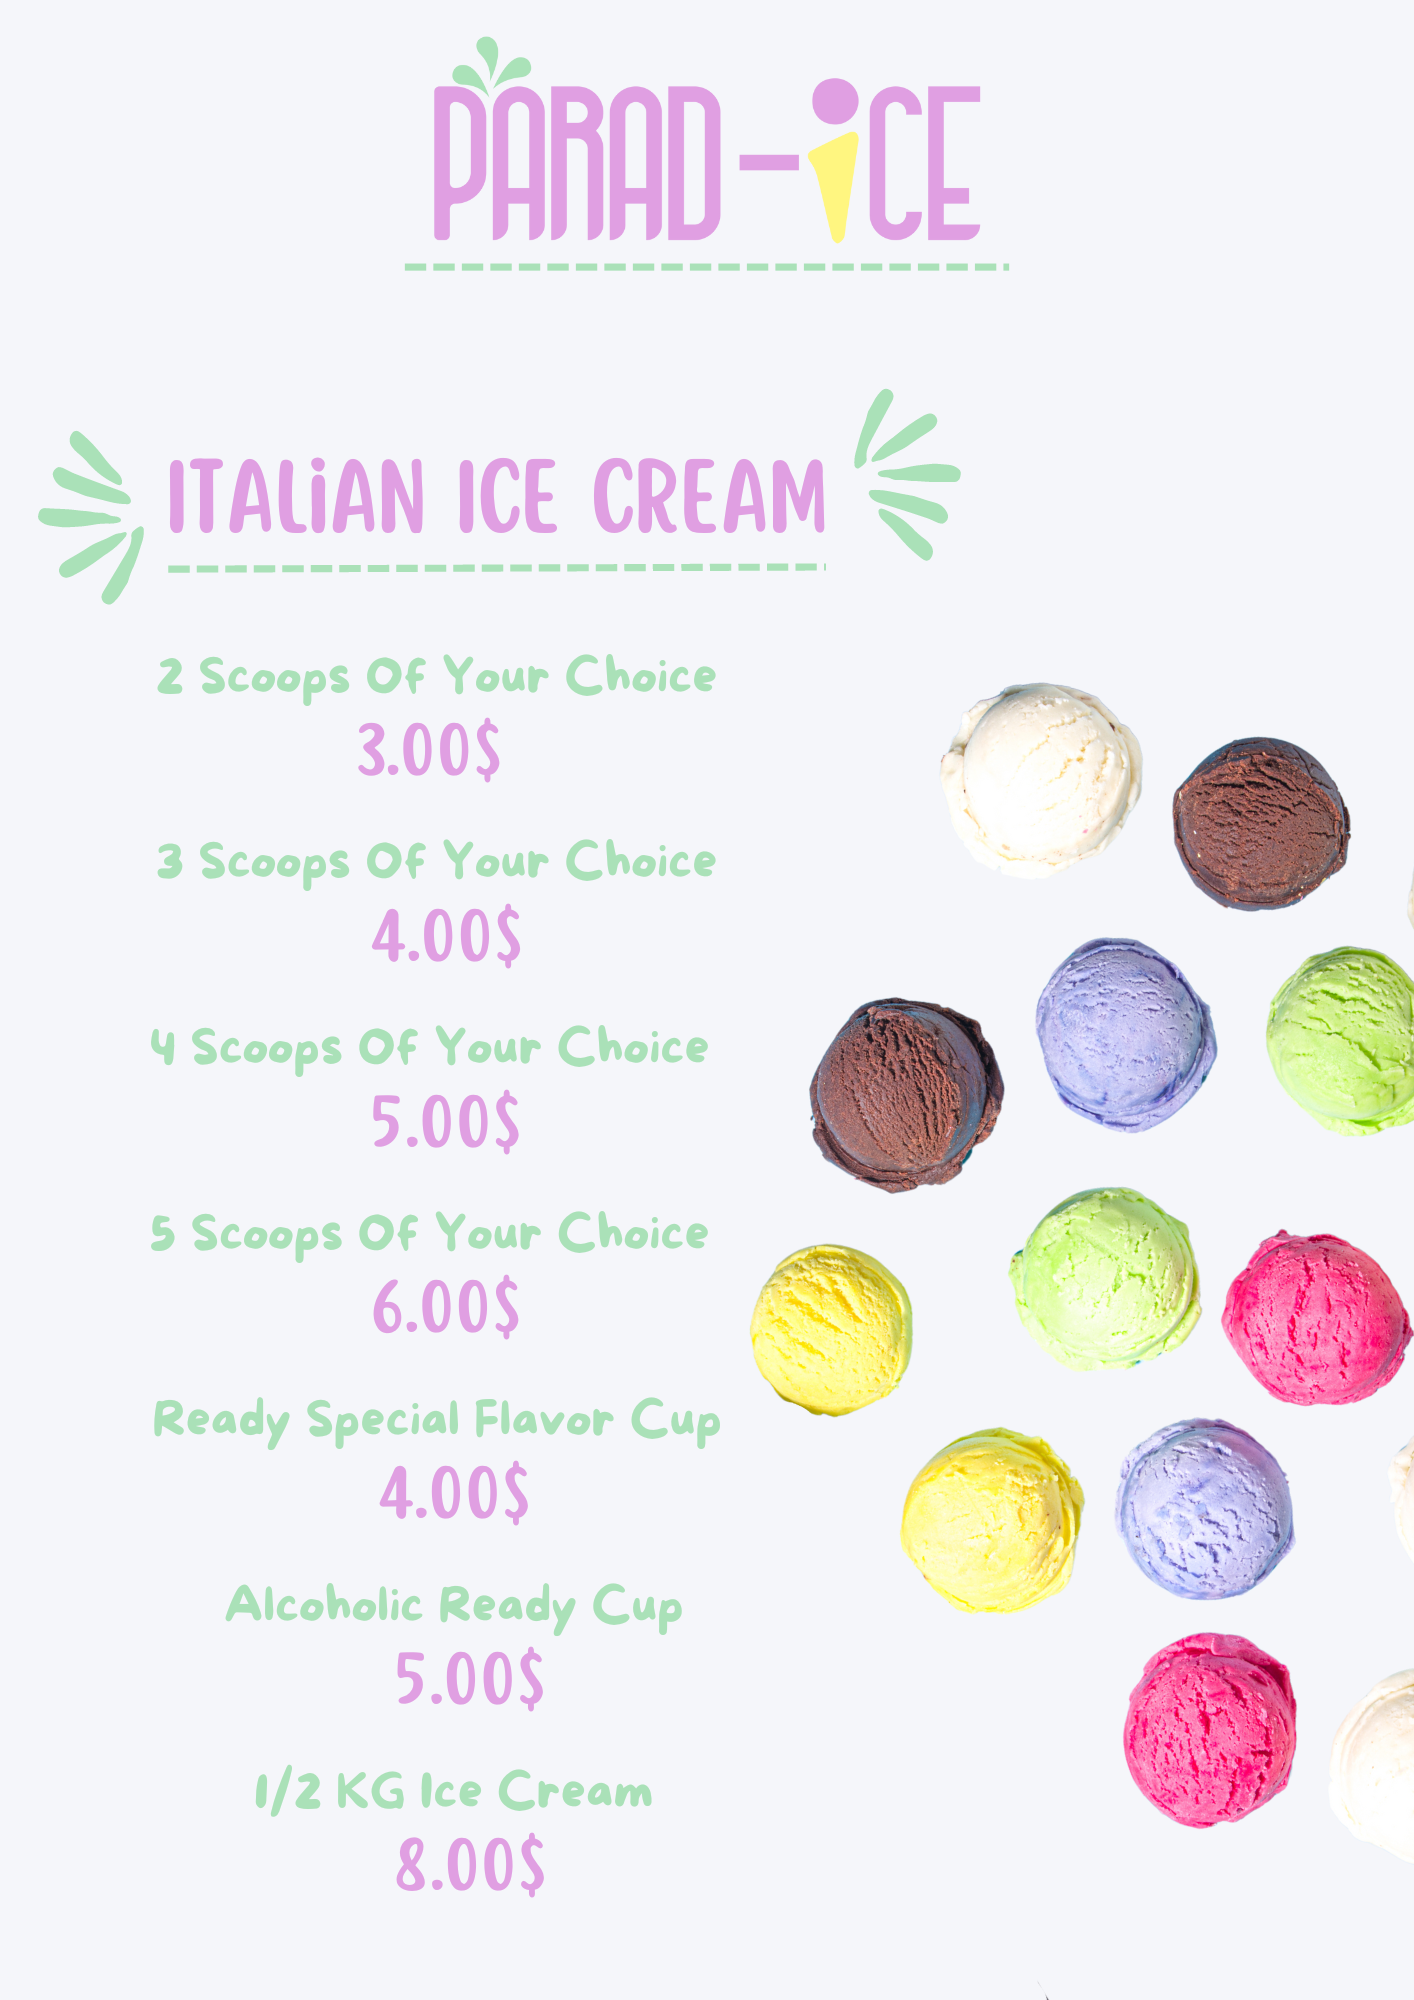 PARAD-iCE
ITALiAN ICE CREAM
2 Scoops Of Your Choice
3.00$
3 Scoops Of Your Choice
4.00$
4 Scoops Of Your Choice
5.00$
5 Scoops Of Your Choice
6.00$
Ready Special Flavor Cup
4.00$
Alcoholic Ready Cup
5.00$
1/2 KG Ice Cream
8.00$